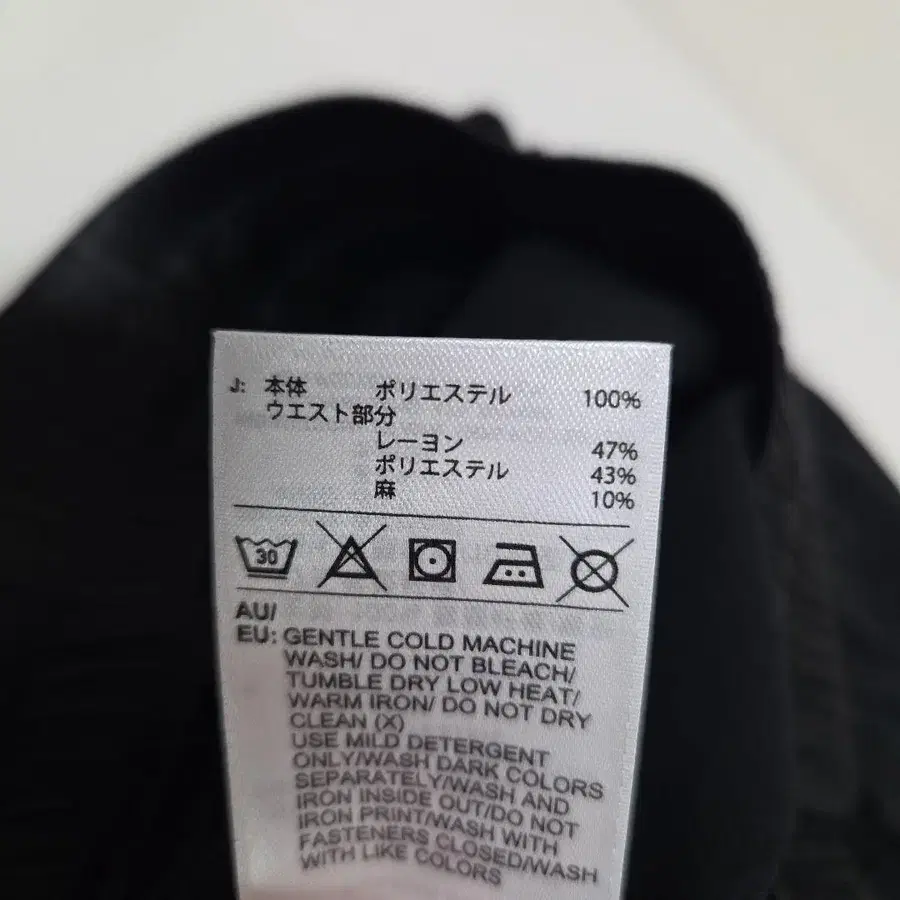 J: 本体 ポリエステル 100%
ウエスト部分
レーヨン 47%
ポリエステル 43%
麻 10%
30
AU/
EU: GENTLE COLD MACHINE
WASH/ DO NOT BLEACH/
TUMBLE DRY LOW HEAT/
WARM IRON/ DO NOT DRY
CLEAN (X)
USE MILD DETERGENT
ONLY/WASH DARK COLORS
SEPARATELY/WASH AND
IRON INSIDE OUT/DO NOT
IRON PRINT/WASH WITH
FASTENERS CLOSED/WASH
WITH LIKE COLORS